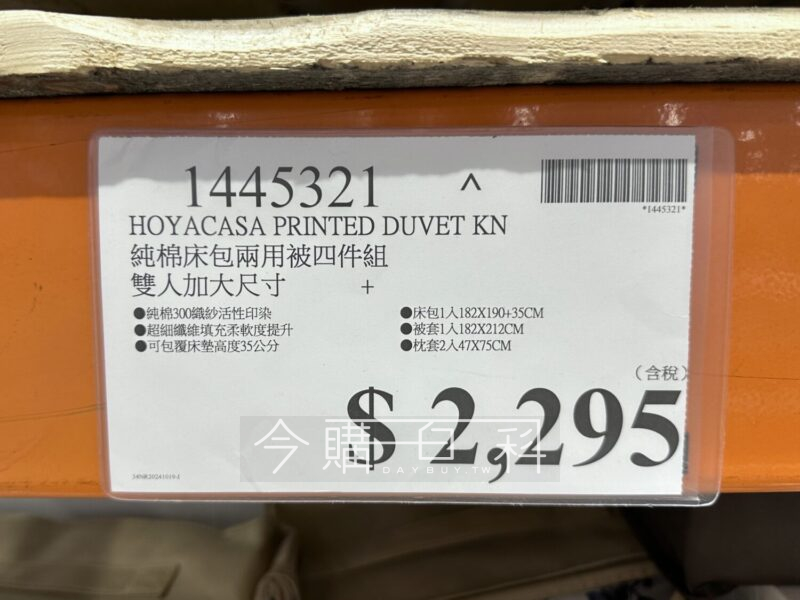 1445321 ^
*1445321*
HOYACASA PRINTED DUVET KN
純棉床包兩用被四件組
雙人加大尺寸 +
●純棉300織紗活性印染
●超細纖維填充柔軟度提升
●可包覆床墊高度35公分
●床包1入182X190+35CM
●被套1入182X212CM
●枕套2入47X75CM
(含稅)
$ 2,295
今購百科
DAYBUY.TW